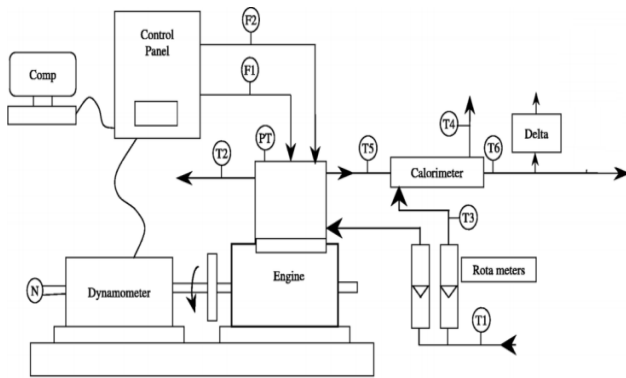 F2
Control
Panel
Comp
F1
T4
Delta
T2
PT
T5
T6
Calorimeter
T3
Rota meters
Engine
N
Dynamometer
T1